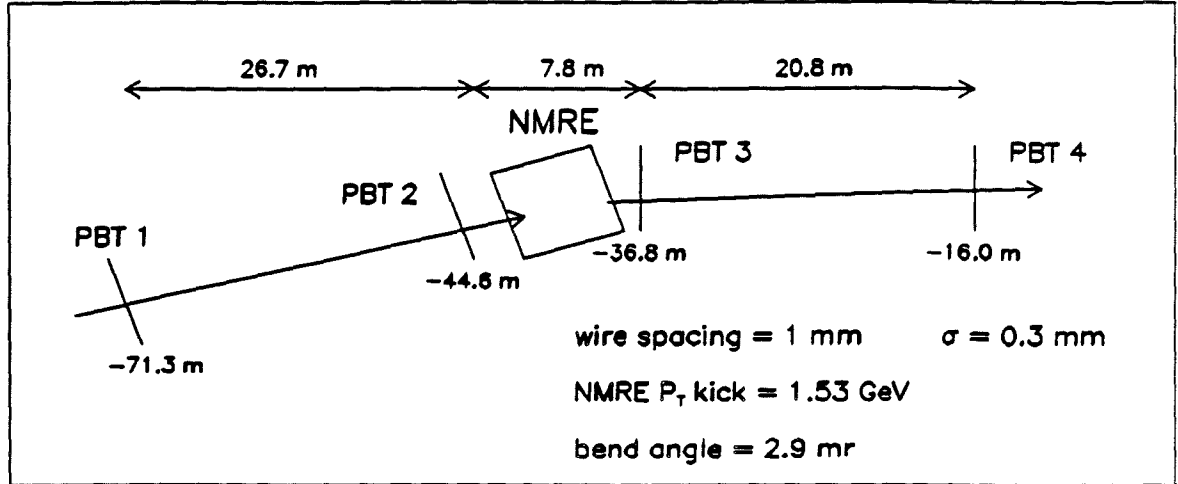 26.7 m 7.8 m 20.8 m
NMRE
PBT 3 PBT 4
PBT 2
PBT 1
-36.8 m -16.0 m
-44.6 m
wire spacing = 1 mm σ = 0.3 mm
-71.3 m
NMRE P_T kick = 1.53 GeV
bend angle = 2.9 mr